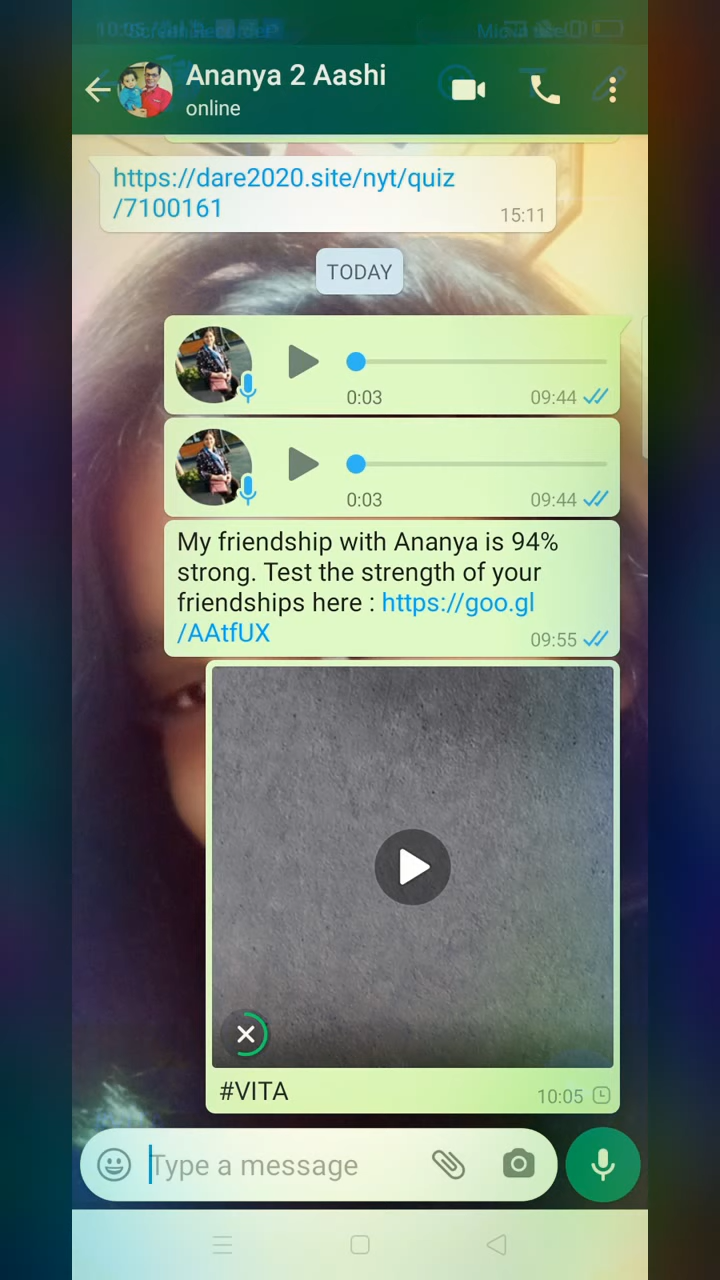 Ananya 2 Aashi
online
https://dare2020.site/nyt/quiz
/7100161
15:11
TODAY
0:03
09:44
0:03
09:44
My friendship with Ananya is 94%
strong. Test the strength of your
friendships here : https://goo.gl
/AAtfUX
09:55
#VITA
10:05
Type a message